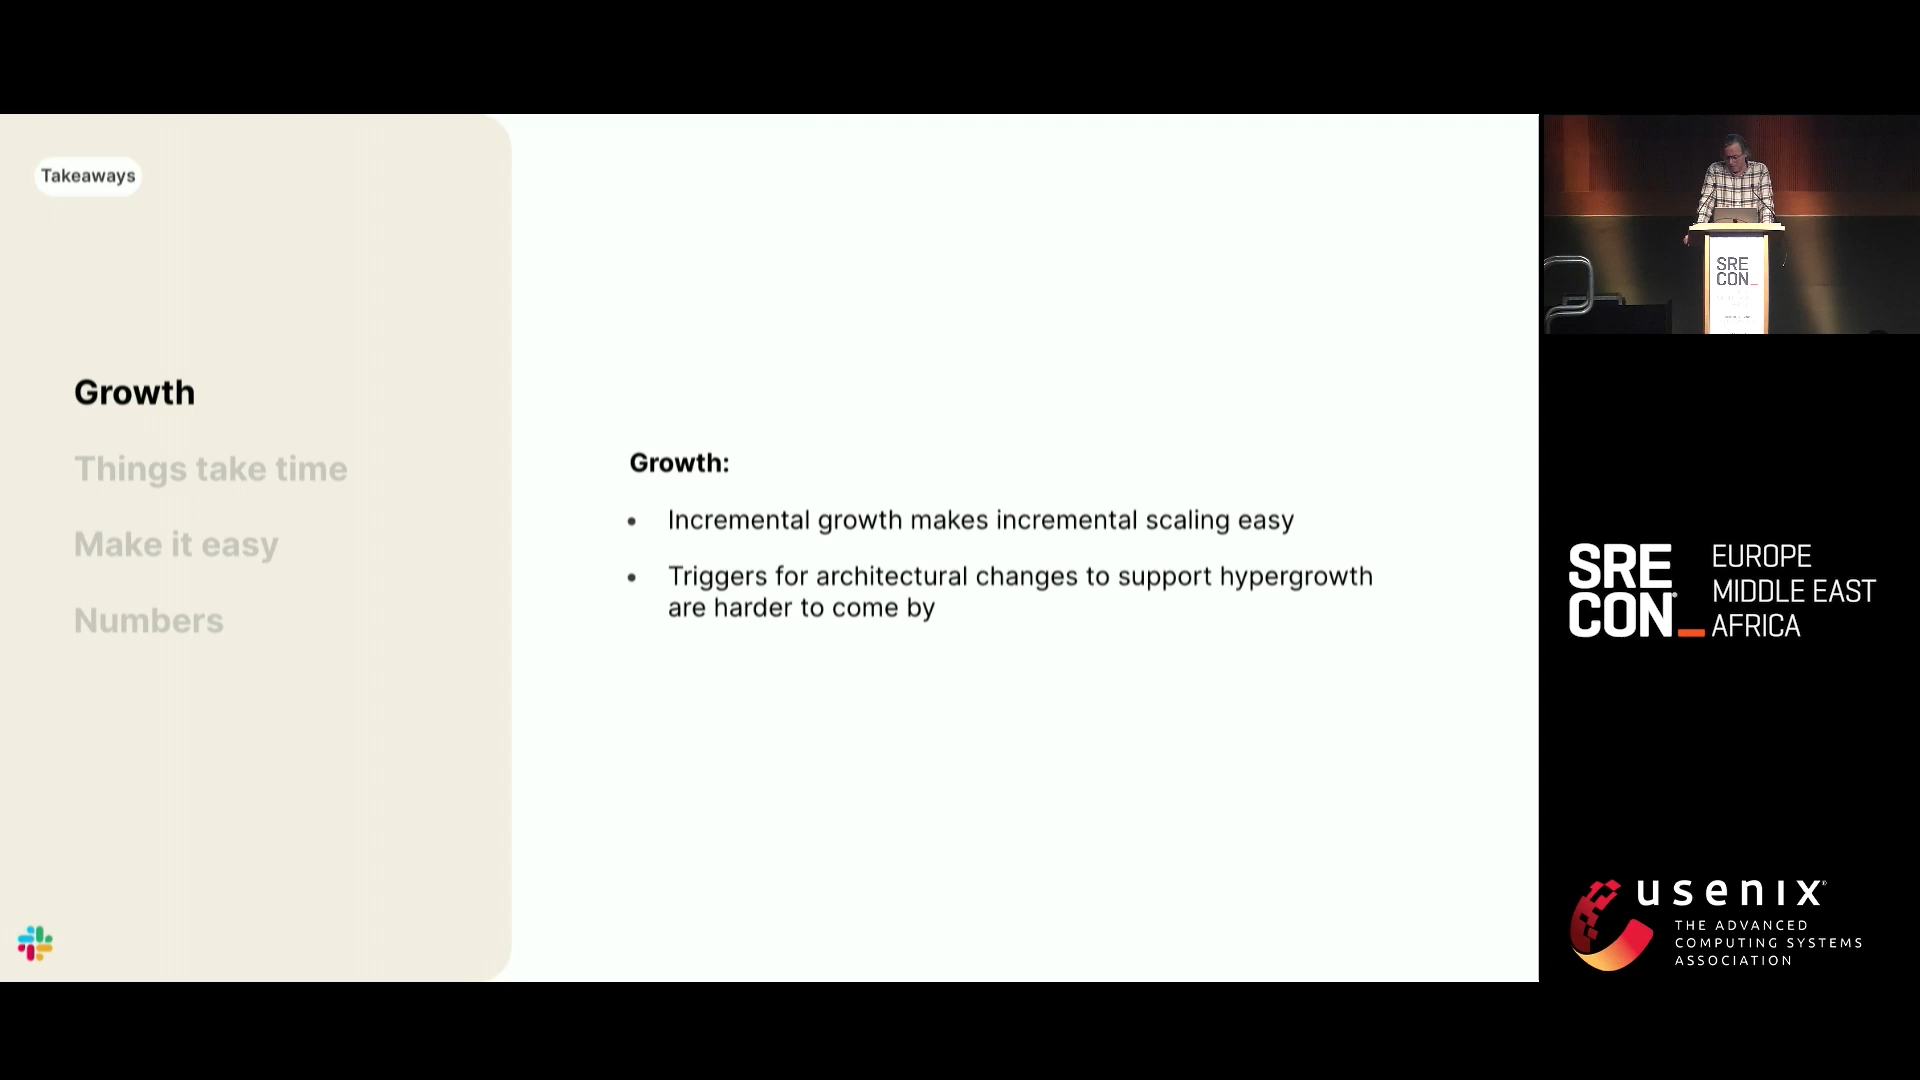 Takeaways
Growth
Things take time
Make it easy
Numbers
Growth:
• Incremental growth makes incremental scaling easy
• Triggers for architectural changes to support hypergrowth
are harder to come by
SRE
CON_
SRE
CON_
EUROPE
MIDDLE EAST
AFRICA
usenix®
THE ADVANCED
COMPUTING SYSTEMS
ASSOCIATION